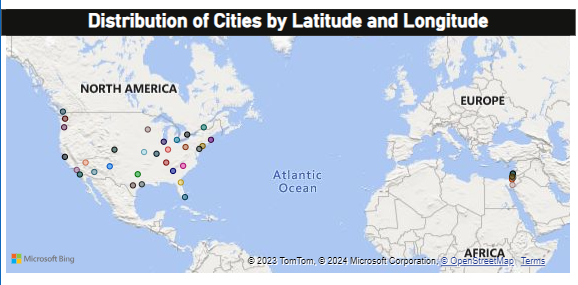 Distribution of Cities by Latitude and Longitude
NORTH AMERICA
EUROPE
Atlantic
Ocean
AFRICA
Microsoft Bing
© 2023 TomTom, © 2024 Microsoft Corporation, © OpenStreetMap Terms